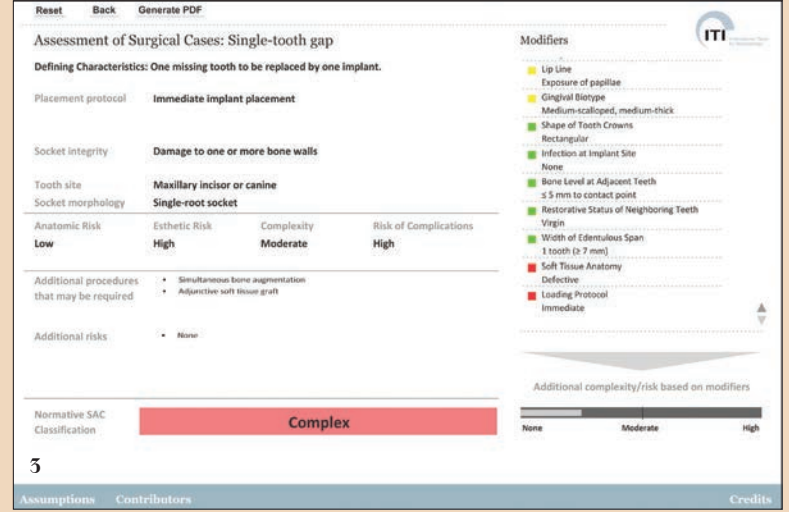 Reset Back Generate PDF
ITI
Assessment of Surgical Cases: Single-tooth gap
Defining Characteristics: One missing tooth to be replaced by one implant.
Placement protocol Immediate implant placement
Socket integrity Damage to one or more bone walls
Tooth site Maxillary incisor or canine
Socket morphology Single-root socket
Anatomic Risk Esthetic Risk Complexity Risk of Complications
Low High Moderate High
Additional procedures
that may be required
• Simultaneous bone augmentation
• Adjunctive soft tissue graft
Additional risks • None
Normative SAC
Classification
Complex
3
Modifiers
Lip Line
Exposure of papillae
Gingival Biotype
Medium-scalloped, medium-thick
Shape of Tooth Crowns
Rectangular
Infection at Implant Site
None
Bone Level at Adjacent Teeth
≤ 5 mm to contact point
Restorative Status of Neighboring Teeth
Virgin
Width of Edentulous Span
1 tooth (≥ 7 mm)
Soft Tissue Anatomy
Defective
Loading Protocol
Immediate
Additional complexity/risk based on modifiers
None Moderate High
Assumptions Contributors Credits